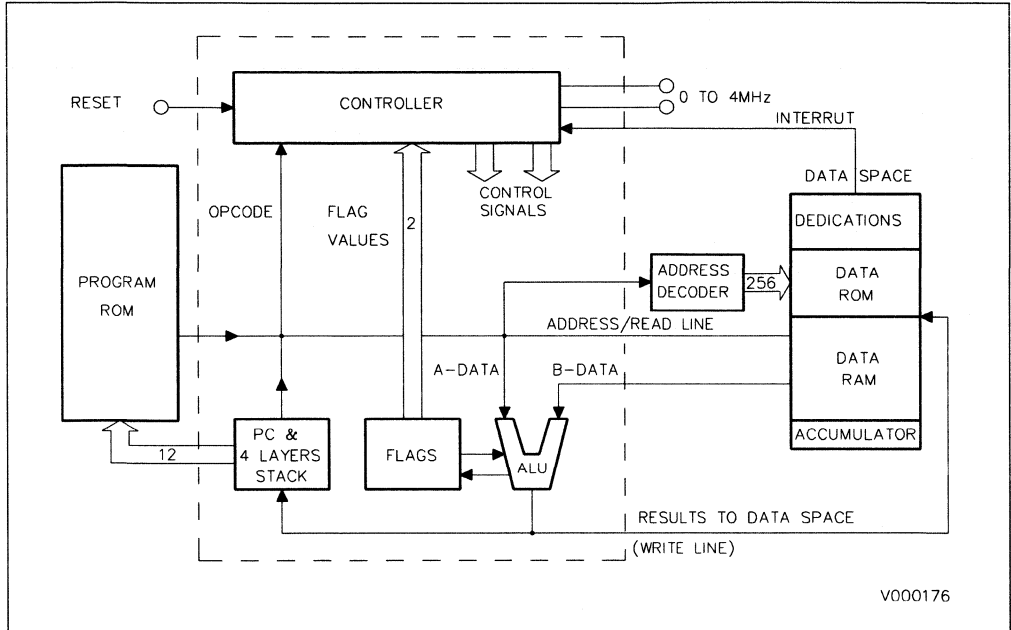 RESET
CONTROLLER
0 TO 4MHz
INTERRUT
DATA SPACE
OPCODE
FLAG
VALUES
2
CONTROL
SIGNALS
DEDICATIONS
PROGRAM
ROM
ADDRESS
DECODER
256
DATA
ROM
ADDRESS/READ LINE
A-DATA
B-DATA
DATA
RAM
PC &
4 LAYERS
STACK
12
FLAGS
ALU
ACCUMULATOR
RESULTS TO DATA SPACE
(WRITE LINE)
V000176